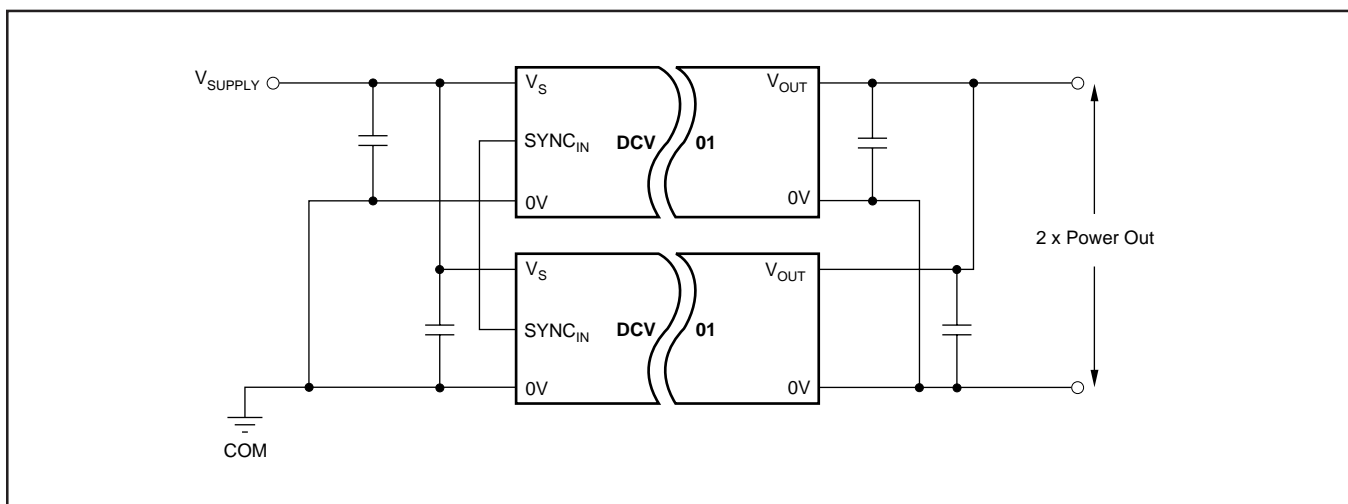 VSUPPLY
VS
SYNCIN
0V
DCV 01
VOUT
0V
VS
SYNCIN
0V
DCV 01
VOUT
0V
2 x Power Out
COM